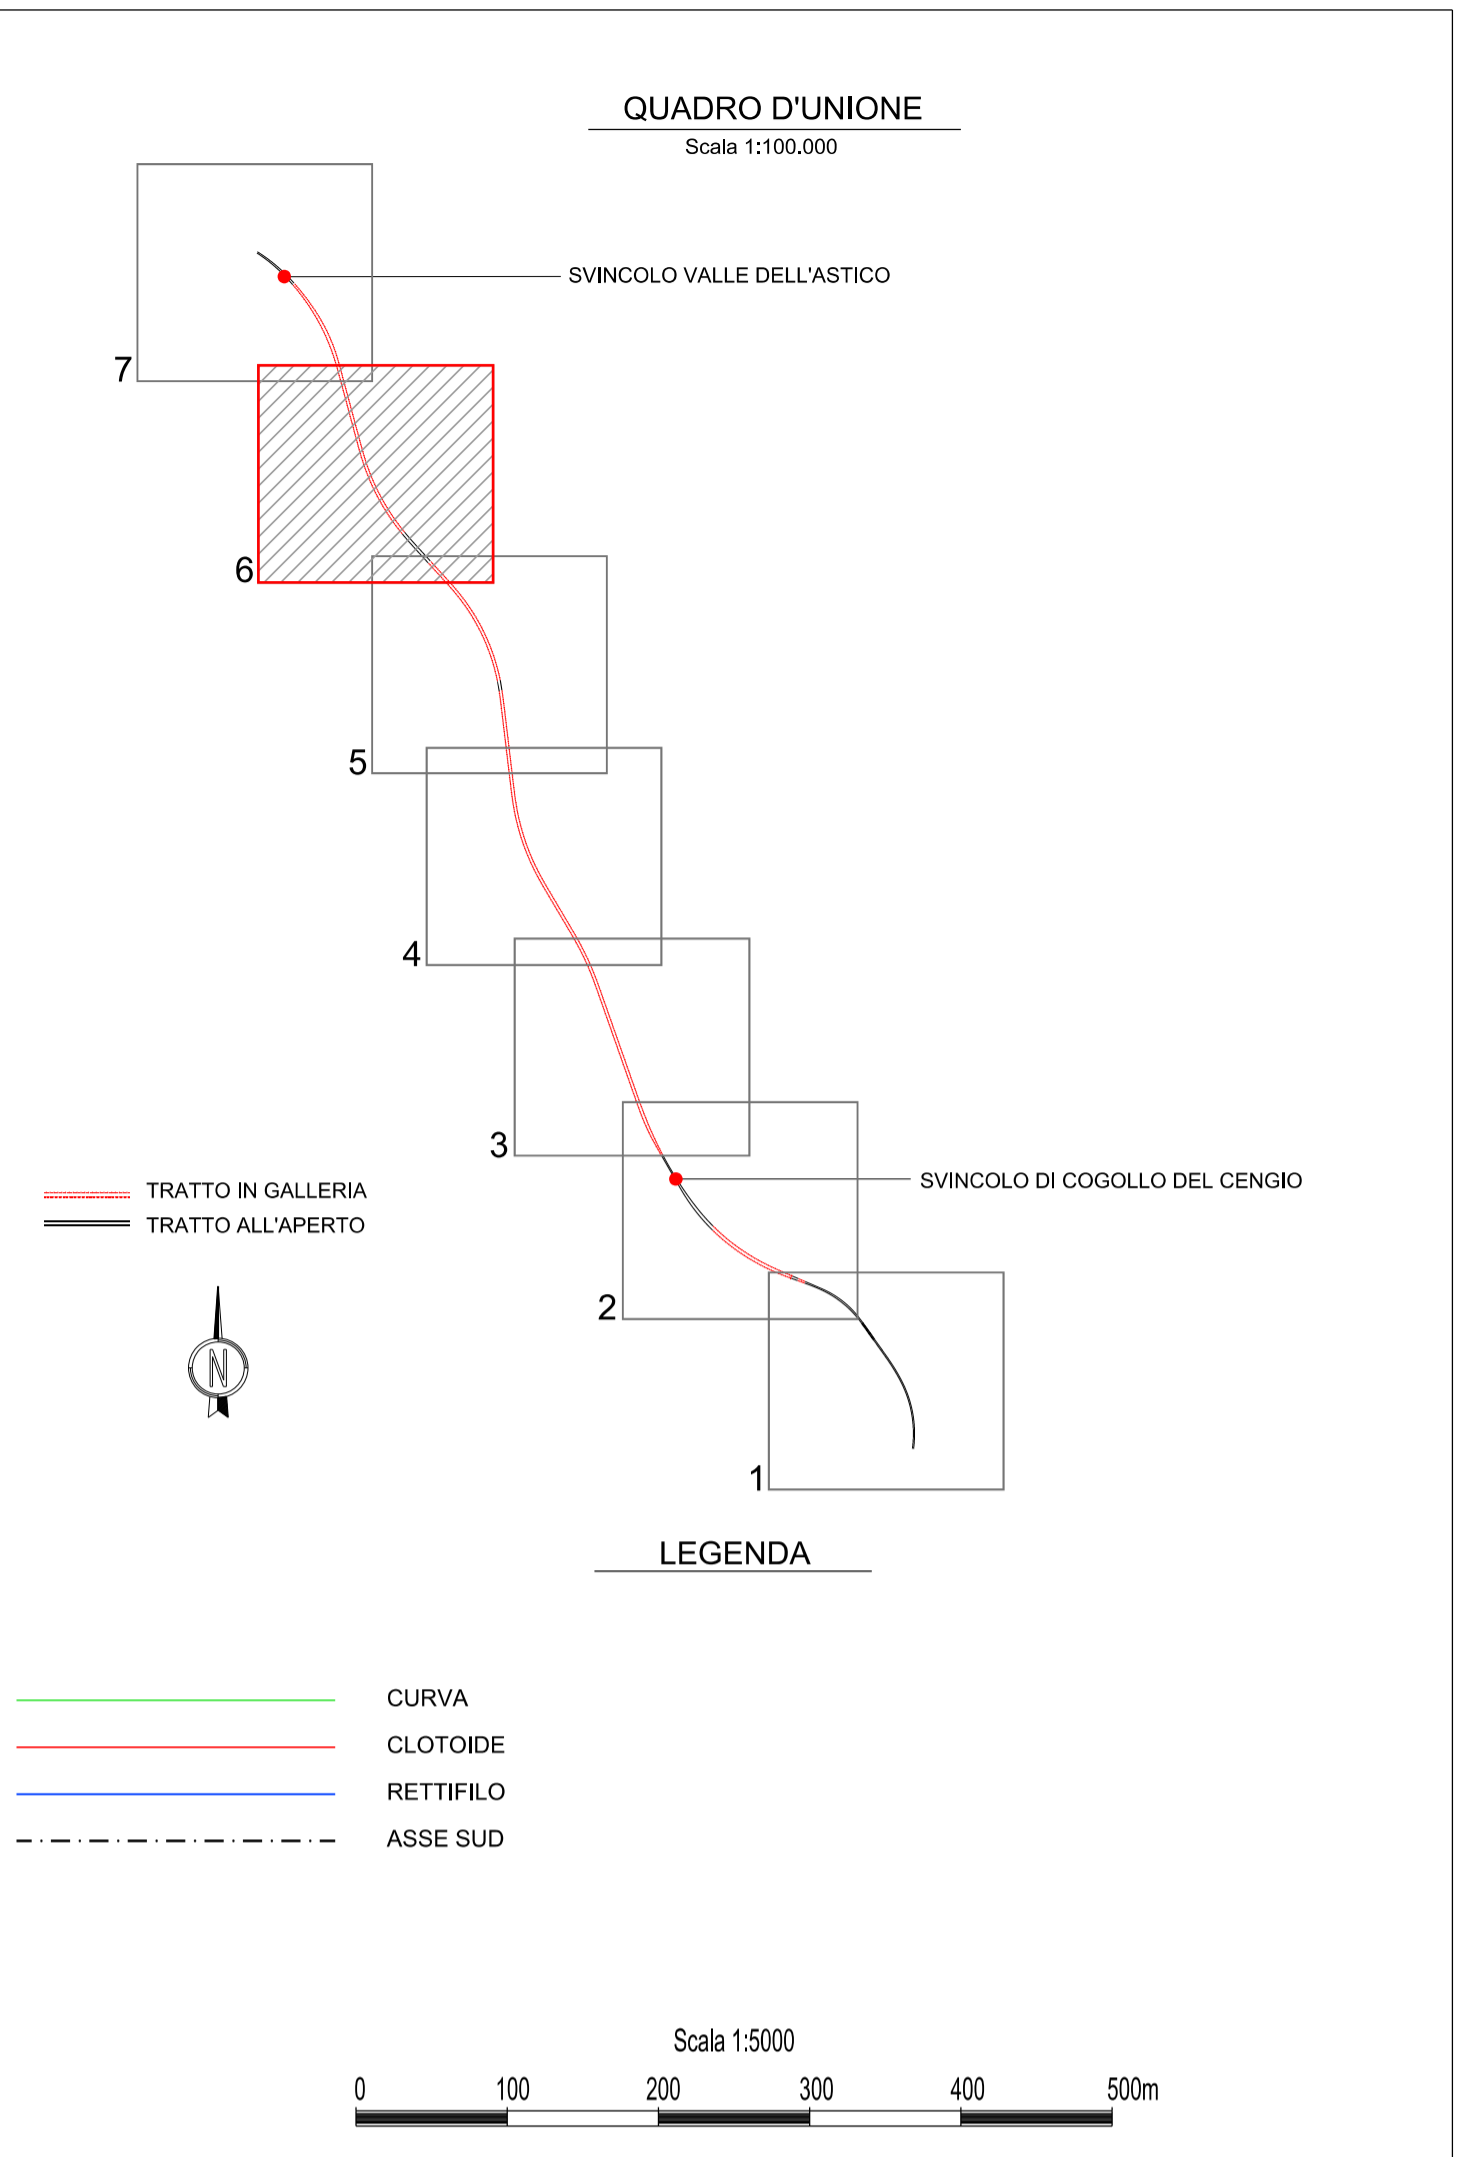 QUADRO D'UNIONE
Scala 1:100.000
SVINCOLO VALLE DELL'ASTICO
7
6
5
4
3
SVINCOLO DI COGOLLO DEL CENGIO
TRATTO IN GALLERIA
TRATTO ALL'APERTO
2
N
1
LEGENDA
CURVA
CLOTOIDE
RETTIFILO
ASSE SUD
Scala 1:5000
0 100 200 300 400 500m